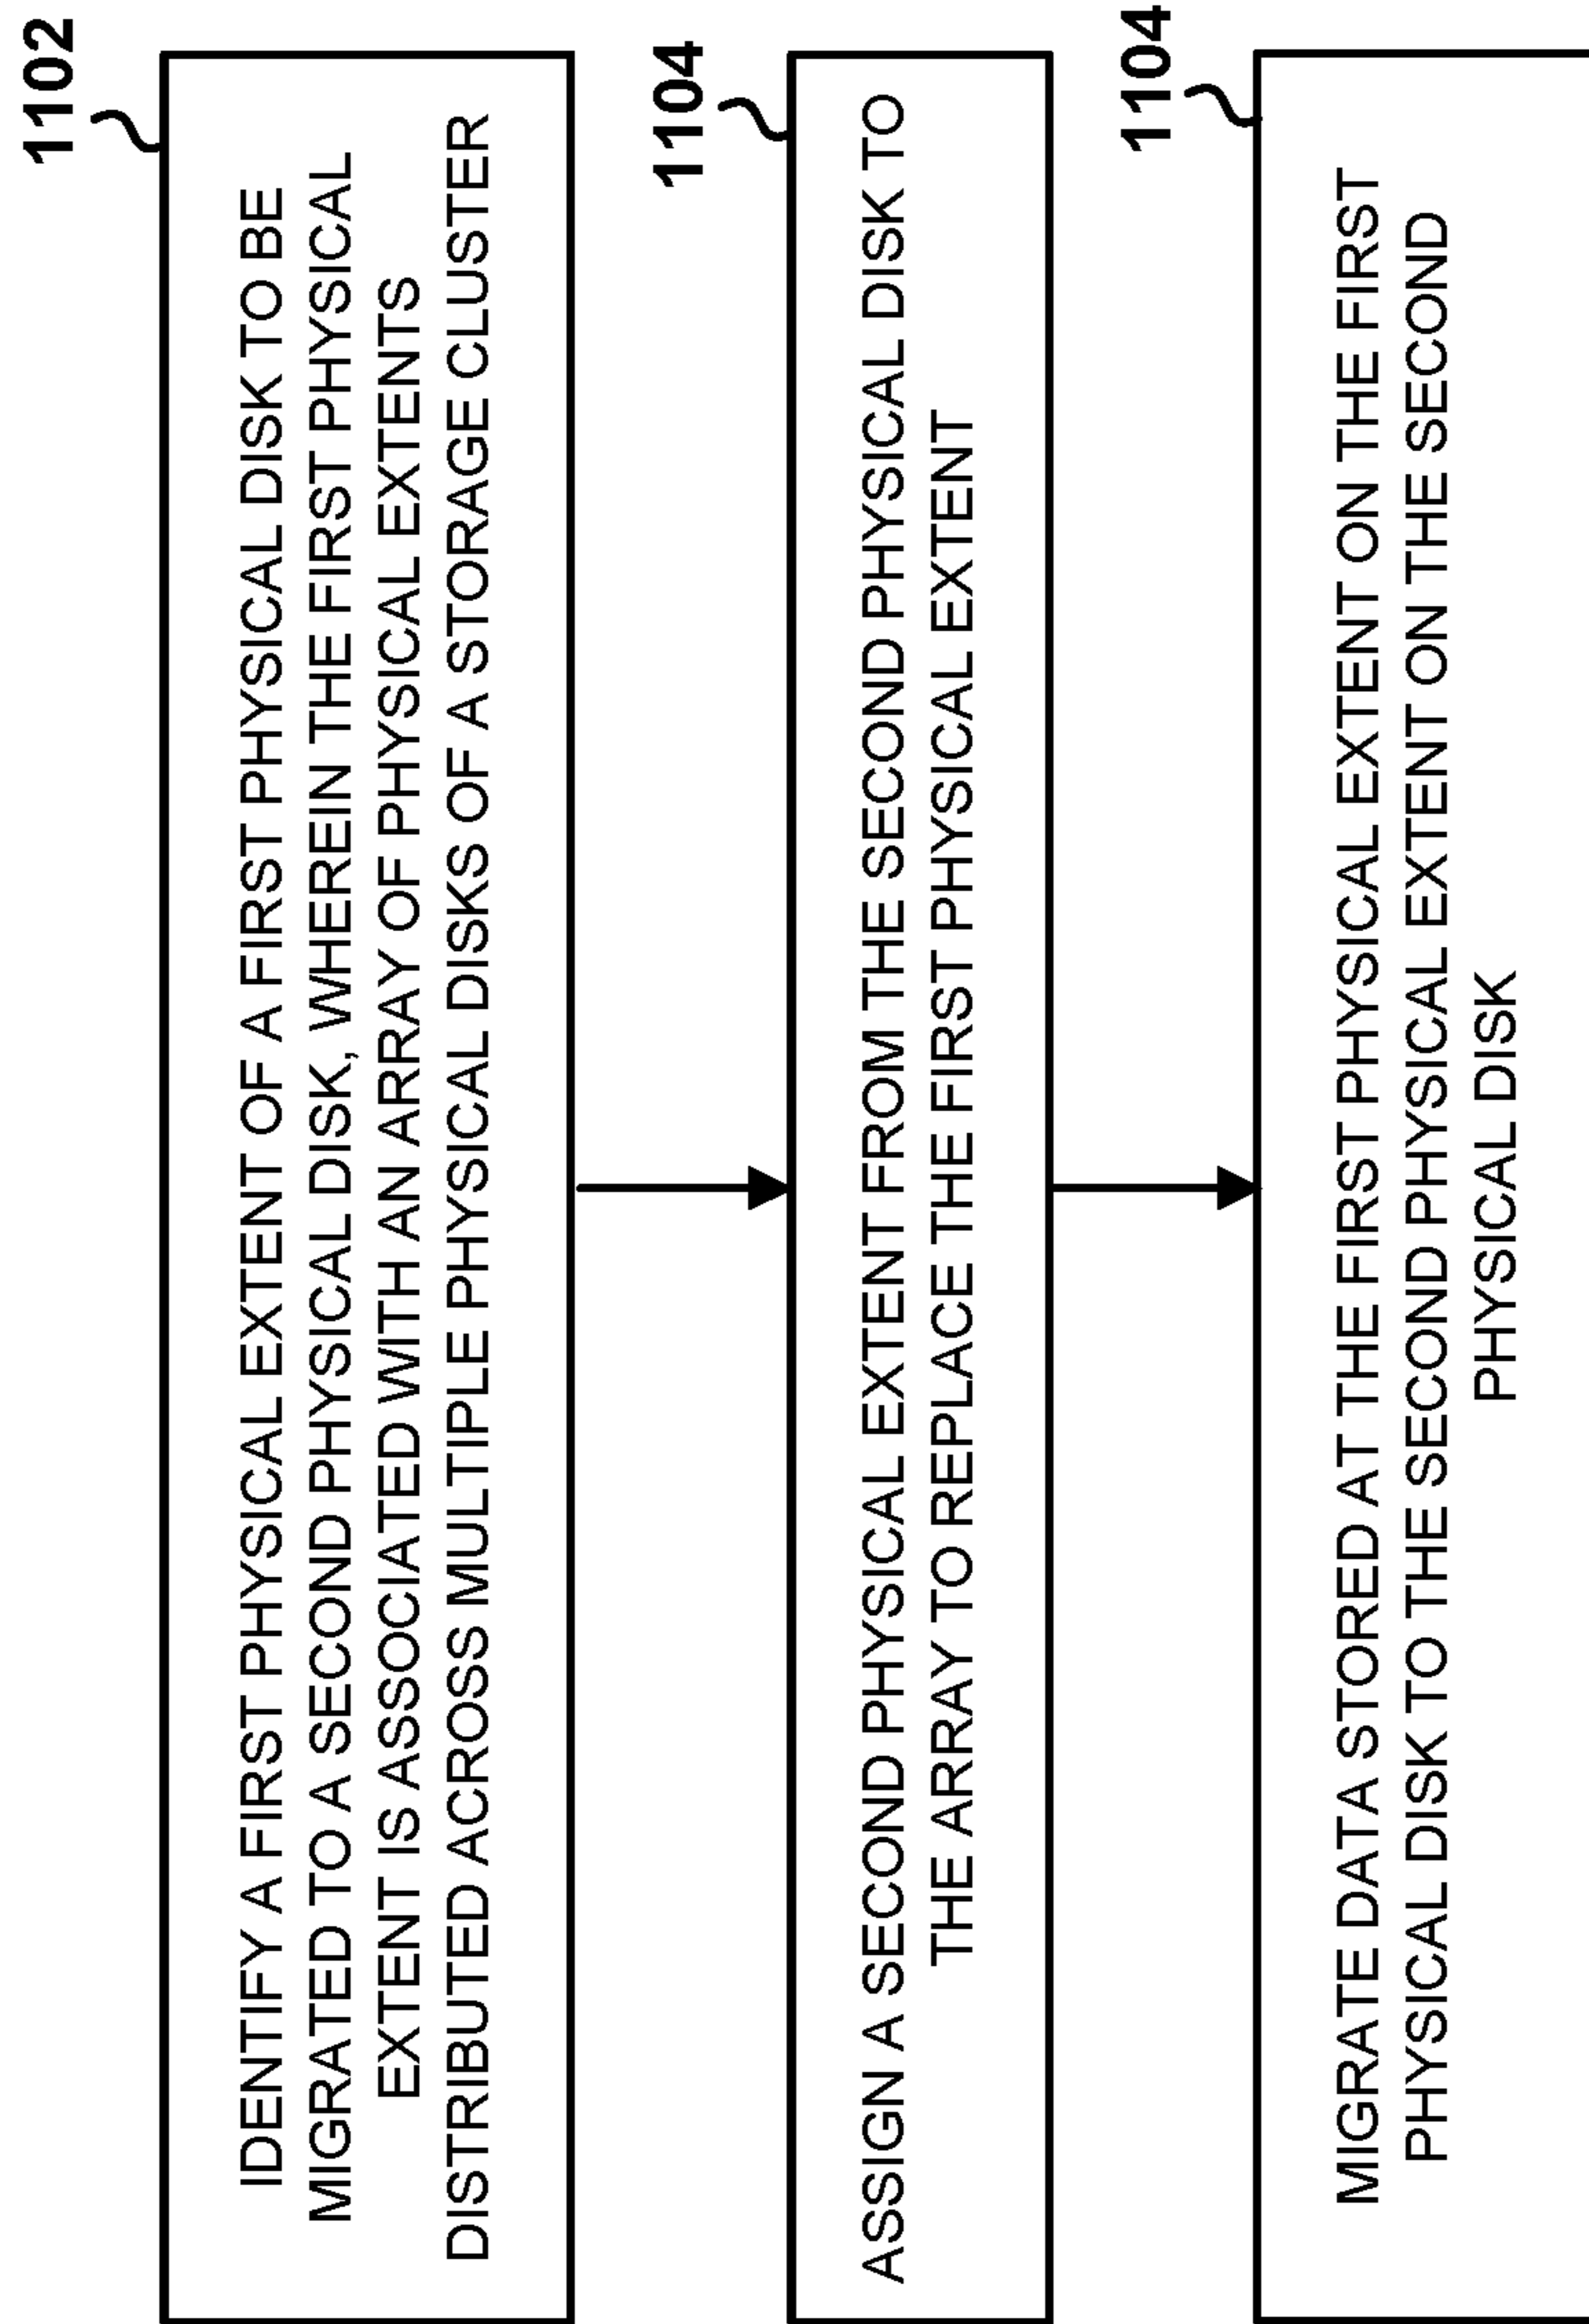 1102
IDENTIFY A FIRST PHYSICAL EXTENT OF A FIRST PHYSICAL DISK TO BE
MIGRATED TO A SECOND PHYSICAL DISK, WHEREIN THE FIRST PHYSICAL
EXTENT IS ASSOCIATED WITH AN ARRAY OF PHYSICAL EXTENTS
DISTRIBUTED ACROSS MULTIPLE PHYSICAL DISKS OF A STORAGE CLUSTER
1104
ASSIGN A SECOND PHYSICAL EXTENT FROM THE SECOND PHYSICAL DISK TO
THE ARRAY TO REPLACE THE FIRST PHYSICAL EXTENT
1104
MIGRATE DATA STORED AT THE FIRST PHYSICAL EXTENT ON THE FIRST
PHYSICAL DISK TO THE SECOND PHYSICAL EXTENT ON THE SECOND
PHYSICAL DISK